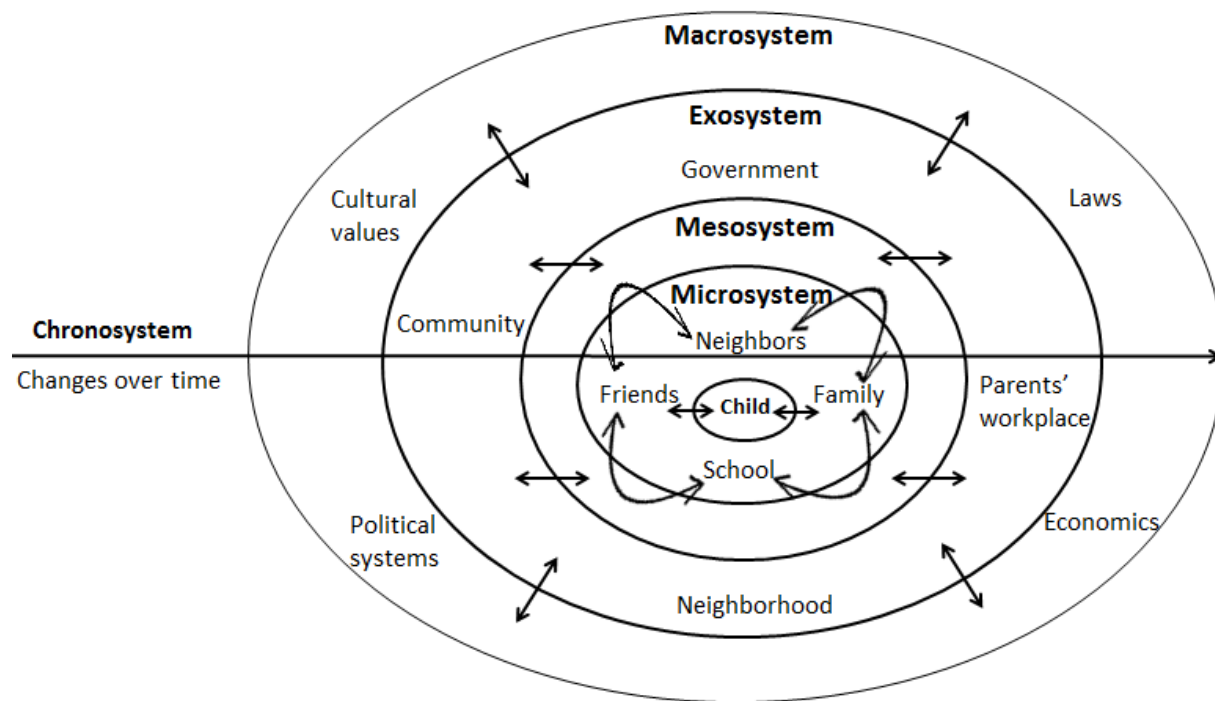 Macrosystem
Exosystem
Government
Cultural
values
Laws
Mesosystem
Microsystem
Chronosystem
Community
Neighbors
Changes over time
Friends
Child
Family
Parents'
workplace
School
Political
systems
Economics
Neighborhood